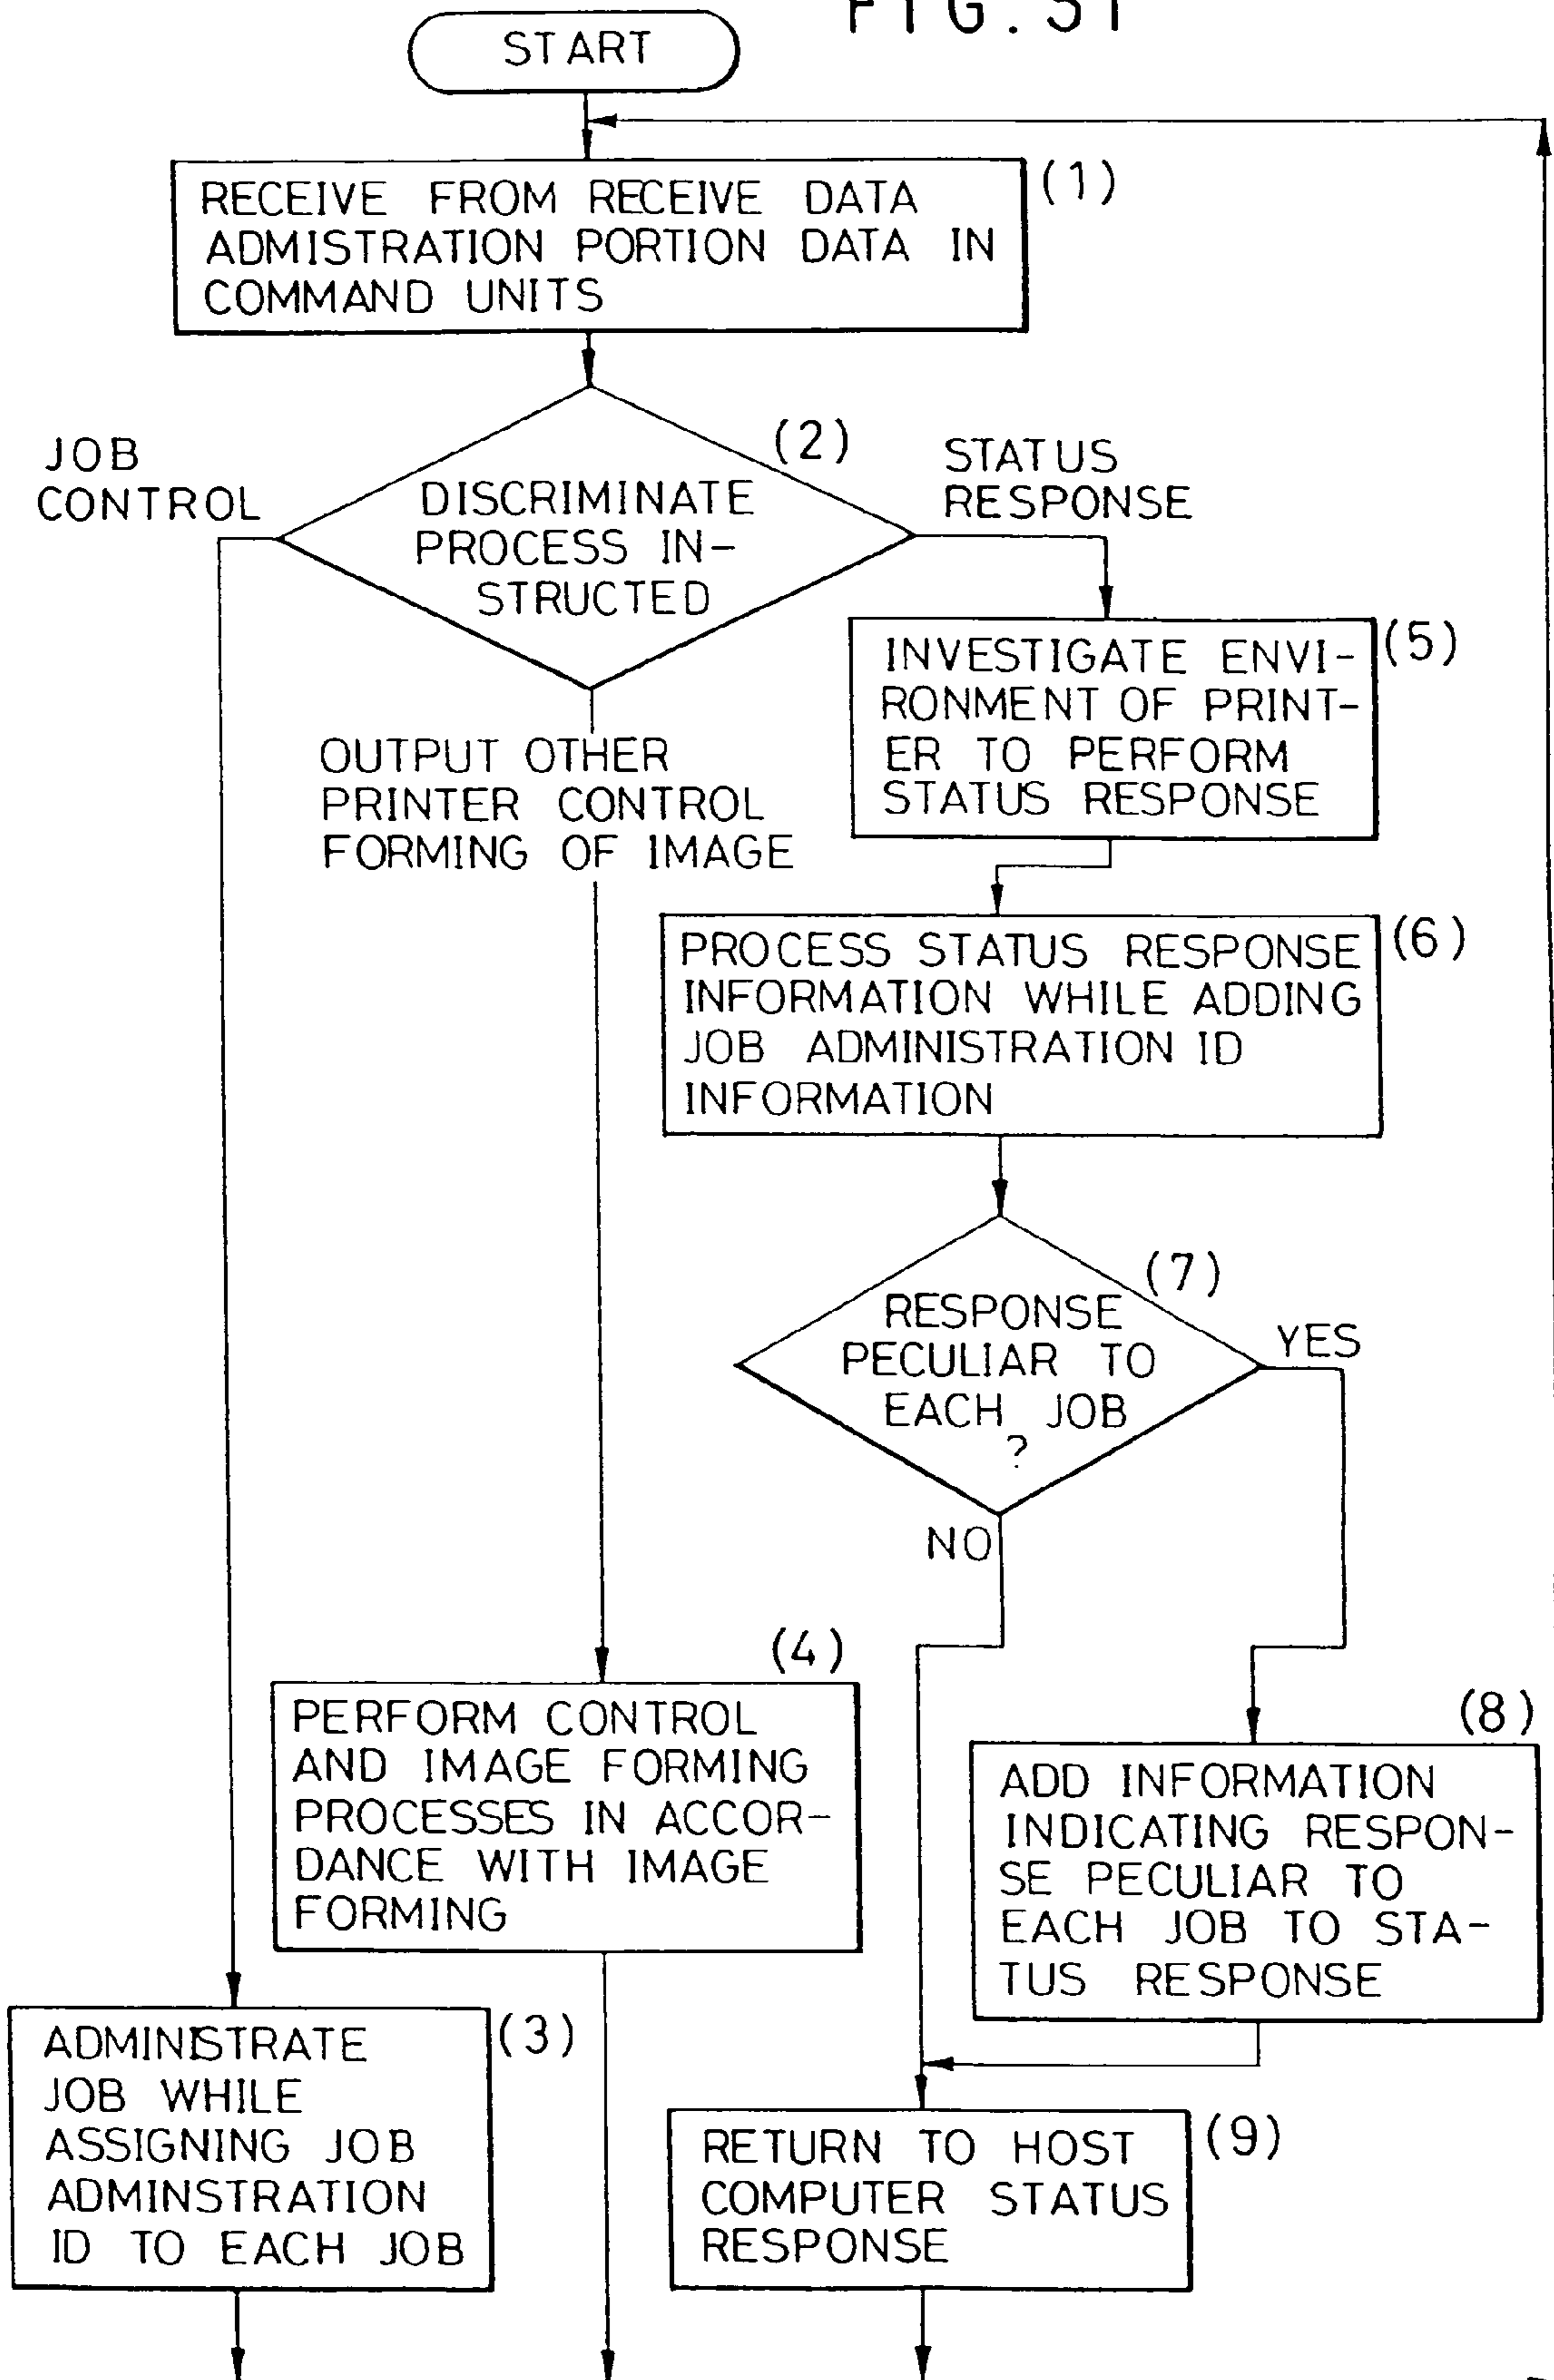 FIG. 31
START
(1)
RECEIVE FROM RECEIVE DATA
ADMISTRATION PORTION DATA IN
COMMAND UNITS
(2)
JOB
CONTROL
DISCRIMINATE
PROCESS IN-
STRUCTED
STATUS
RESPONSE
OUTPUT OTHER
PRINTER CONTROL
FORMING OF IMAGE
(5)
INVESTIGATE ENVI-
RONMENT OF PRINT-
ER TO PERFORM
STATUS RESPONSE
(6)
PROCESS STATUS RESPONSE
INFORMATION WHILE ADDING
JOB ADMINISTRATION ID
INFORMATION
(7)
RESPONSE
PECULIAR TO
EACH JOB
?
YES
NO
(4)
PERFORM CONTROL
AND IMAGE FORMING
PROCESSES IN ACCOR-
DANCE WITH IMAGE
FORMING
(8)
ADD INFORMATION
INDICATING RESPON-
SE PECULIAR TO
EACH JOB TO STA-
TUS RESPONSE
(3)
ADMINISTRATE
JOB WHILE
ASSIGNING JOB
ADMINSTRATION
ID TO EACH JOB
(9)
RETURN TO HOST
COMPUTER STATUS
RESPONSE